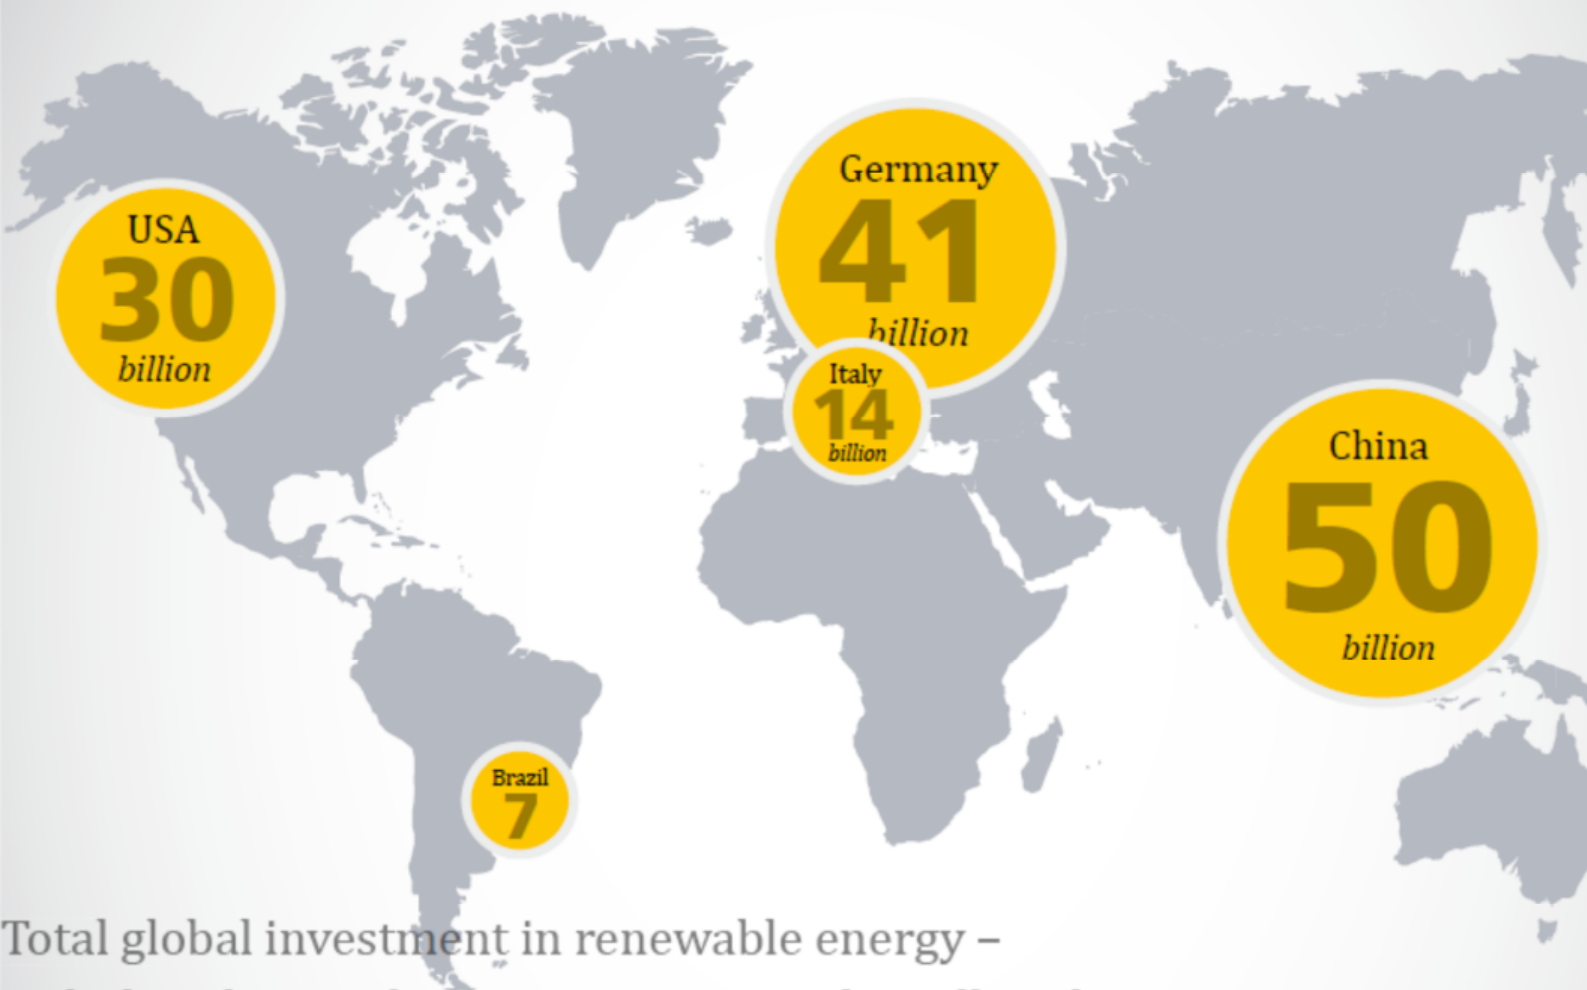 USA
30
billion
Germany
41
billion
Italy
14
billion
China
50
billion
Brazil
7
Total global investment in renewable energy –